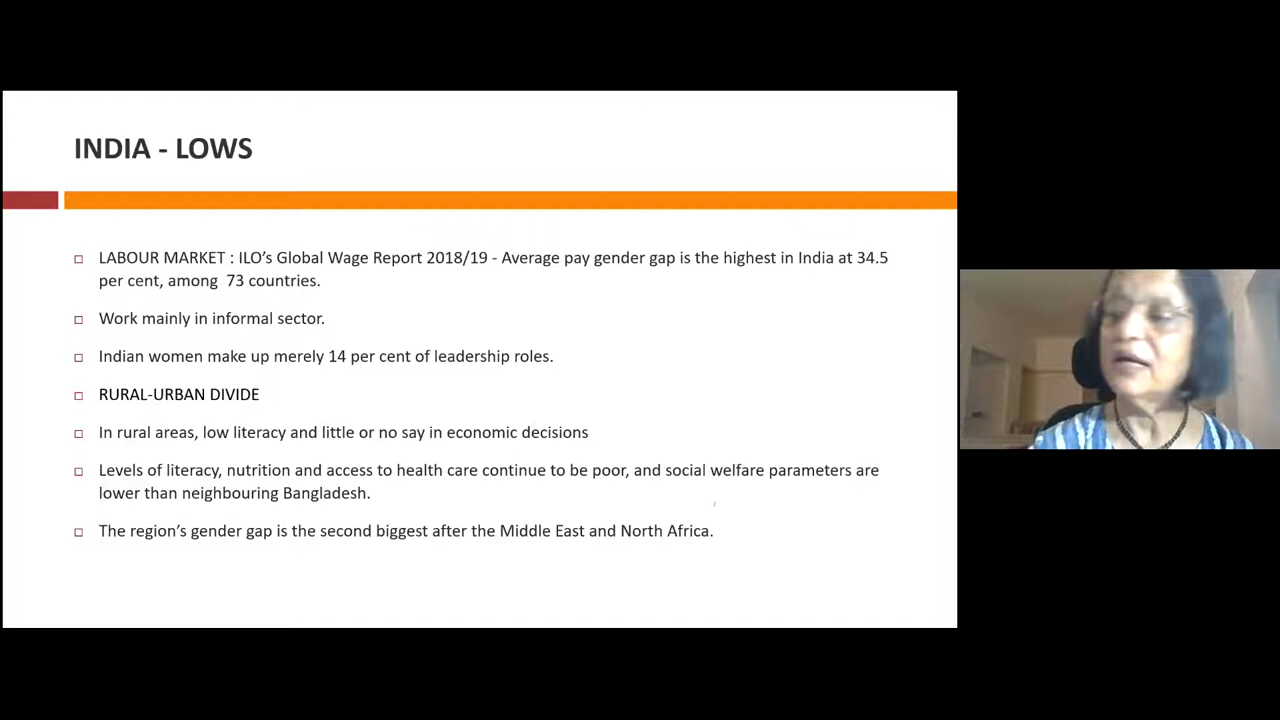 INDIA - LOWS
LABOUR MARKET : ILO's Global Wage Report 2018/19 - Average pay gender gap is the highest in India at 34.5
per cent, among  73 countries.
Work mainly in informal sector.
Indian women make up merely 14 per cent of leadership roles.
RURAL-URBAN DIVIDE
In rural areas, low literacy and little or no say in economic decisions
Levels of literacy, nutrition and access to health care continue to be poor, and social welfare parameters are
lower than neighbouring Bangladesh.
The region's gender gap is the second biggest after the Middle East and North Africa.